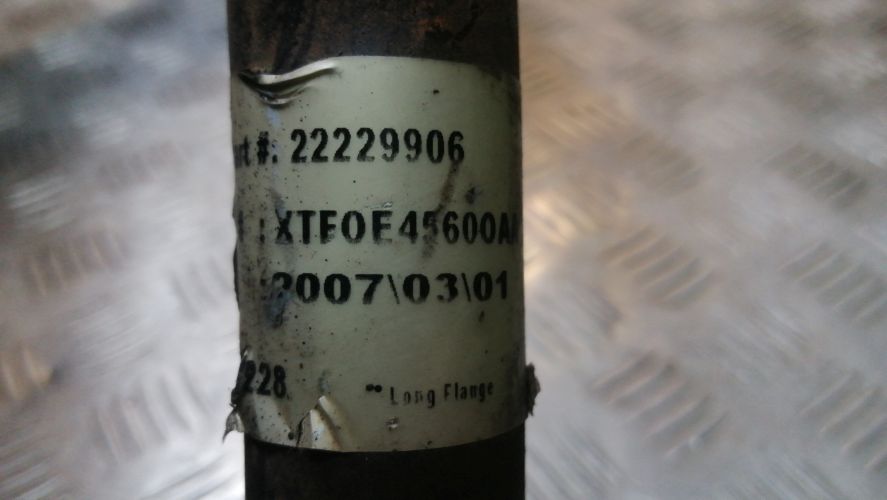 #: 22229906
: XTFOE45600A
2007\03\01
228
** Long Flange